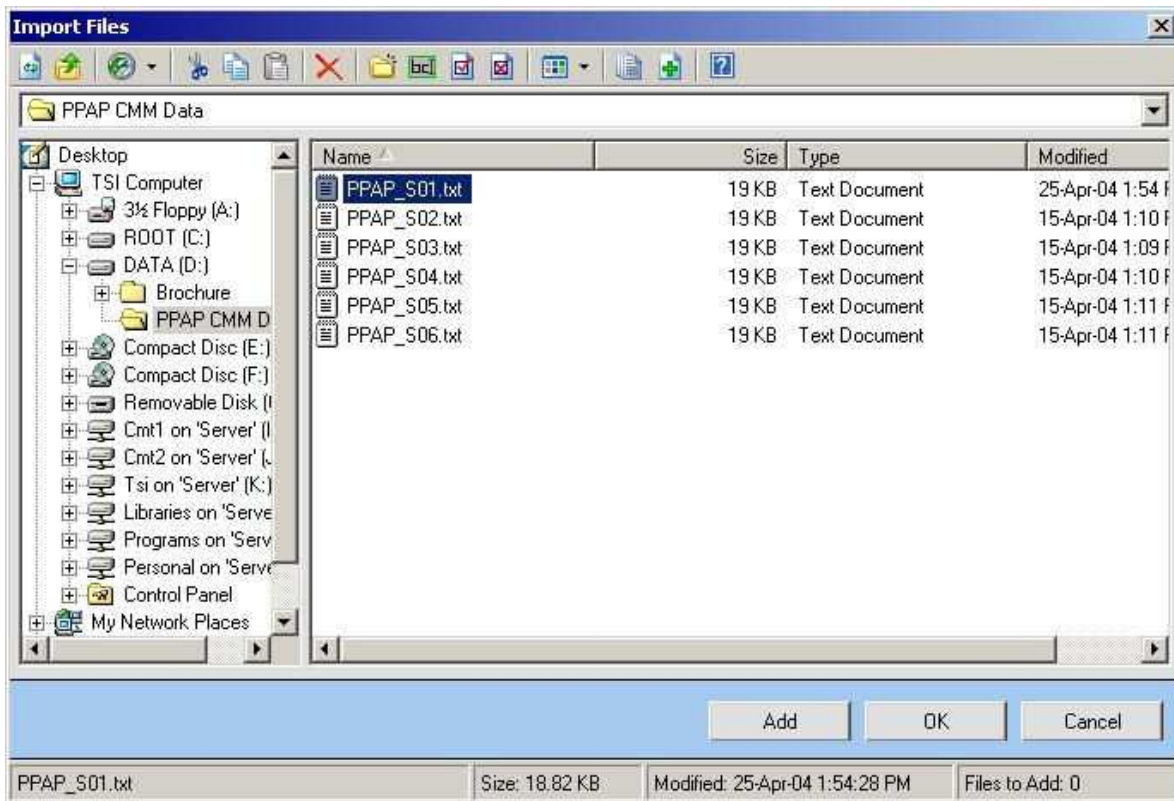 Import Files
PPAP CMM Data
Desktop
TSI Computer
3½ Floppy (A:)
ROOT (C:)
DATA (D:)
Brochure
PPAP CMM D
Compact Disc (E:)
Compact Disc (F:)
Removable Disk (
Cmt1 on 'Server' (
Cmt2 on 'Server' (
Tsi on 'Server' (K:)
Libraries on 'Serve
Programs on 'Serv
Personal on 'Serve
Control Panel
My Network Places
Name Size Type Modified
PPAP_S01.txt 19 KB Text Document 25-Apr-04 1:54
PPAP_S02.txt 19 KB Text Document 15-Apr-04 1:10
PPAP_S03.txt 19 KB Text Document 15-Apr-04 1:09
PPAP_S04.txt 19 KB Text Document 15-Apr-04 1:10
PPAP_S05.txt 19 KB Text Document 15-Apr-04 1:11
PPAP_S06.txt 19 KB Text Document 15-Apr-04 1:11
Add OK Cancel
PPAP_S01.txt Size: 18.82 KB Modified: 25-Apr-04 1:54:28 PM Files to Add: 0